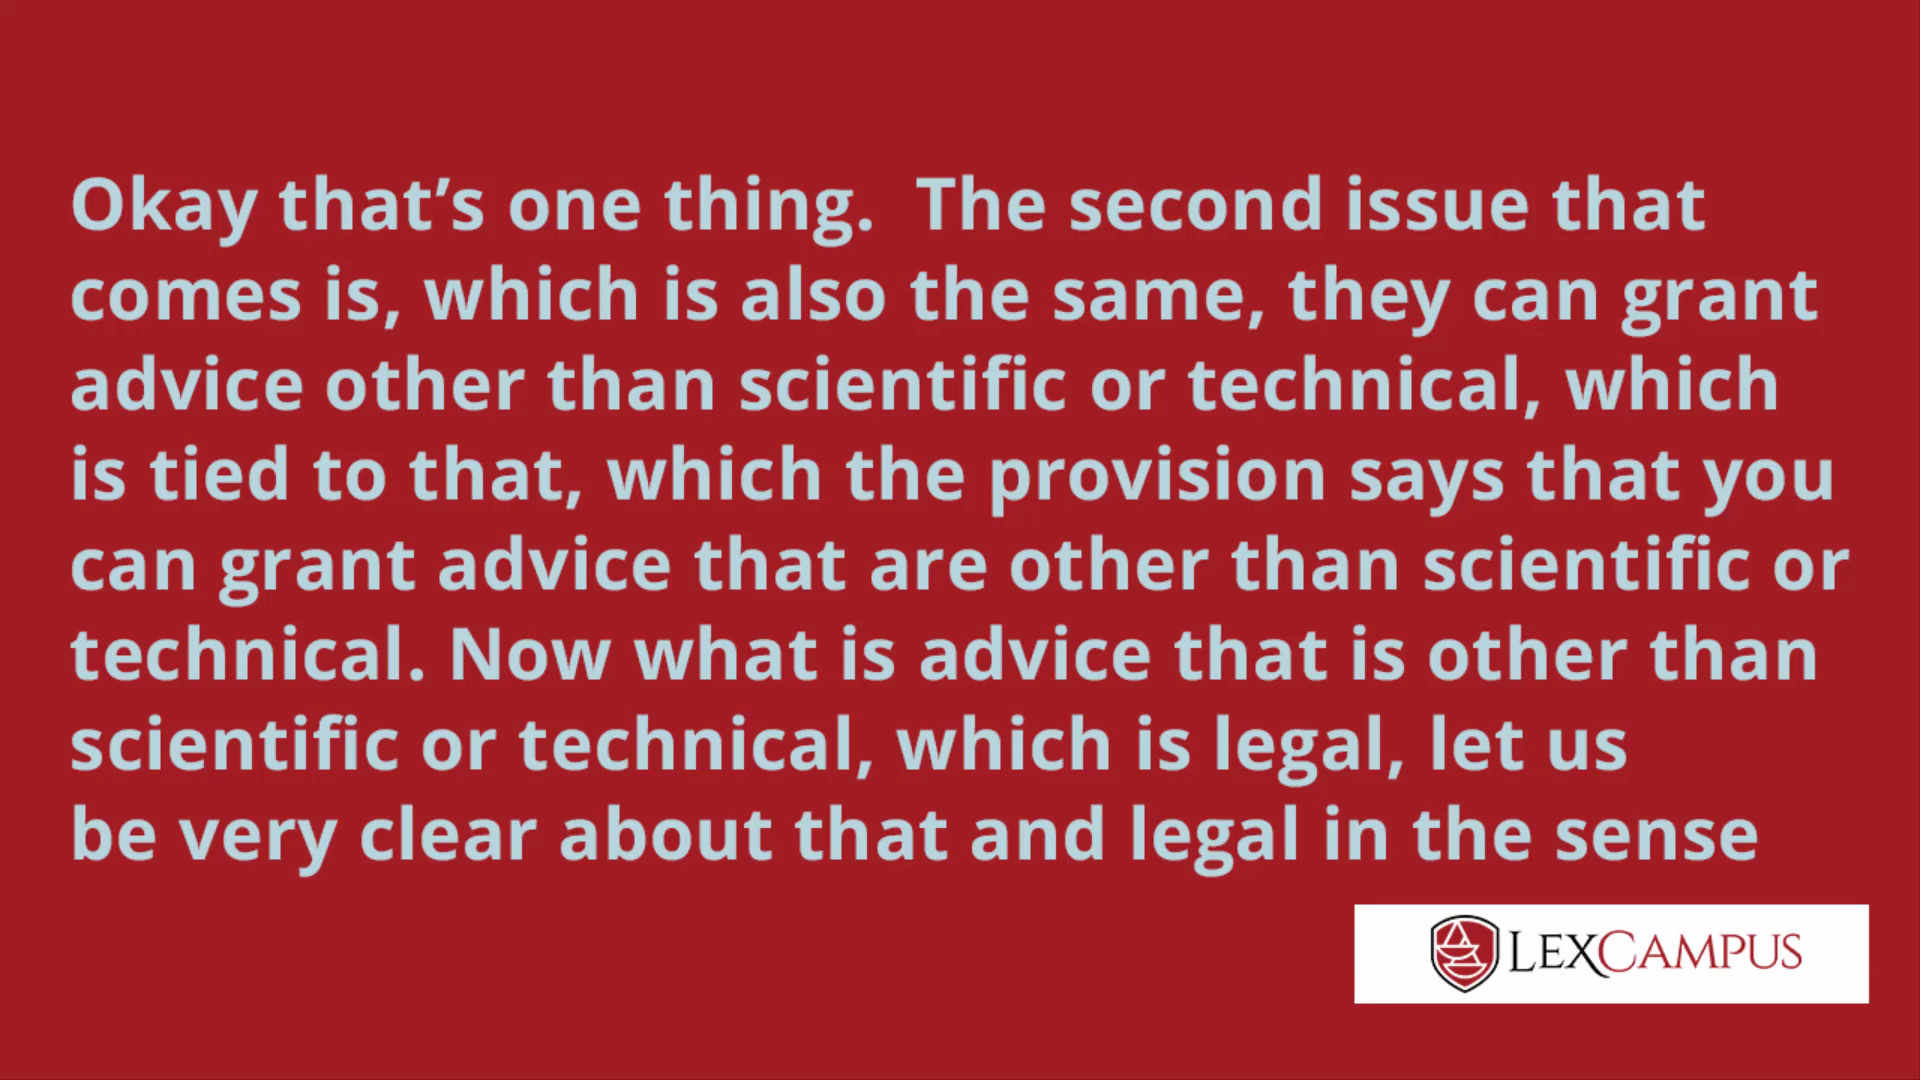 Okay that’s one thing.  The second issue that
comes is, which is also the same, they can grant
advice other than scientific or technical, which
is tied to that, which the provision says that you
can grant advice that are other than scientific or
technical. Now what is advice that is other than
scientific or technical, which is legal, let us
be very clear about that and legal in the sense
LEXCAMPUS